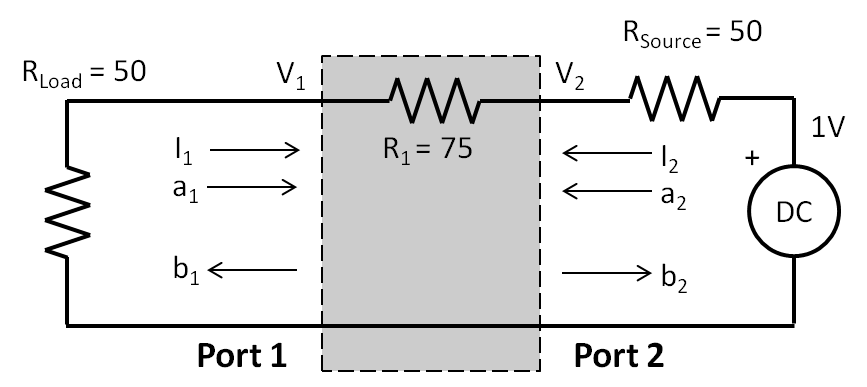 R_Source = 50
R_Load = 50
V_1
V_2
1V
R_1 = 75
I_1
I_2
+
a_1
a_2
DC
b_1
b_2
Port 1
Port 2